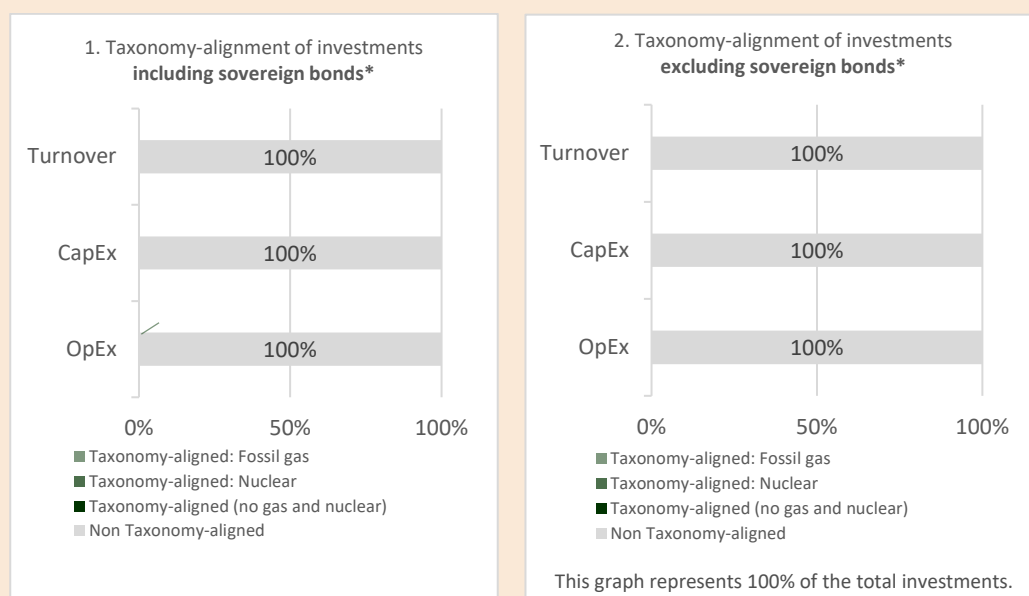 1. Taxonomy-alignment of investments
including sovereign bonds*
Turnover
100%
CapEx
100%
OpEx
100%
0%
50%
100%
Taxonomy-aligned: Fossil gas
Taxonomy-aligned: Nuclear
Taxonomy-aligned (no gas and nuclear)
Non Taxonomy-aligned
2. Taxonomy-alignment of investments
excluding sovereign bonds*
Turnover
100%
CapEx
100%
OpEx
100%
0%
50%
100%
Taxonomy-aligned: Fossil gas
Taxonomy-aligned: Nuclear
Taxonomy-aligned (no gas and nuclear)
Non Taxonomy-aligned
This graph represents 100% of the total investments.